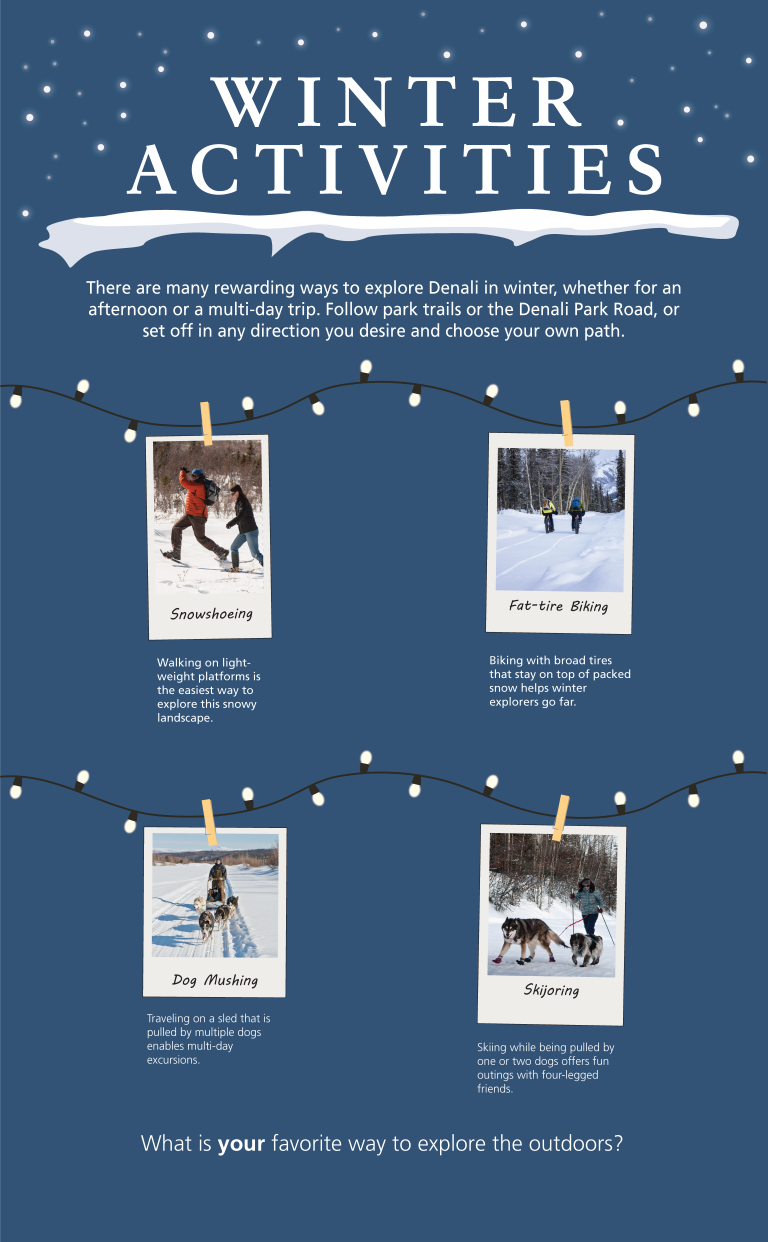 WINTER
ACTIVITIES
There are many rewarding ways to explore Denali in winter, whether for an
afternoon or a multi-day trip. Follow park trails or the Denali Park Road, or
set off in any direction you desire and choose your own path.
Snowshoeing
Walking on light-
weight platforms is
the easiest way to
explore this snowy
landscape.
Fat-tire Biking
Biking with broad tires
that stay on top of packed
snow helps winter
explorers go far.
Dog Mushing
Traveling on a sled that is
pulled by multiple dogs
enables multi-day
excursions.
Skijoring
Skiing while being pulled by
one or two dogs offers fun
outings with four-legged
friends.
What is your favorite way to explore the outdoors?